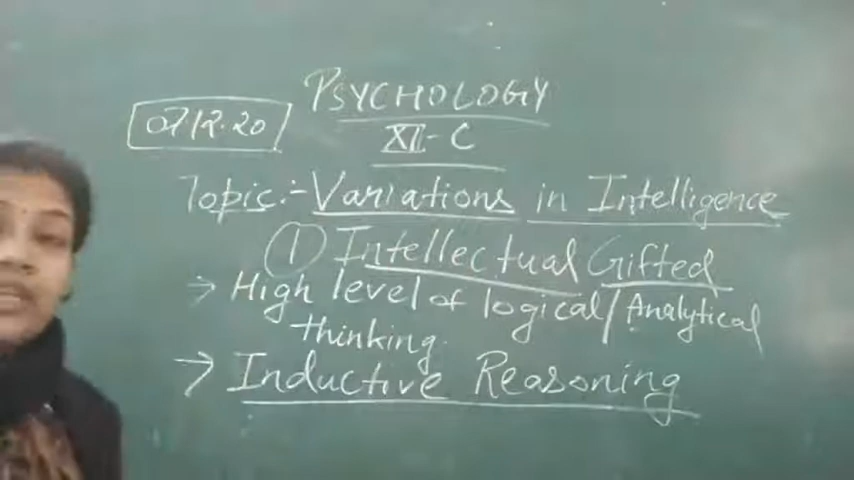 07.12.20
PSYCHOLOGY
XII-C
Topic:- Variations in Intelligence
① Intellectual Gifted
→ High level of logical/Analytical
thinking.
→ Inductive Reasoning